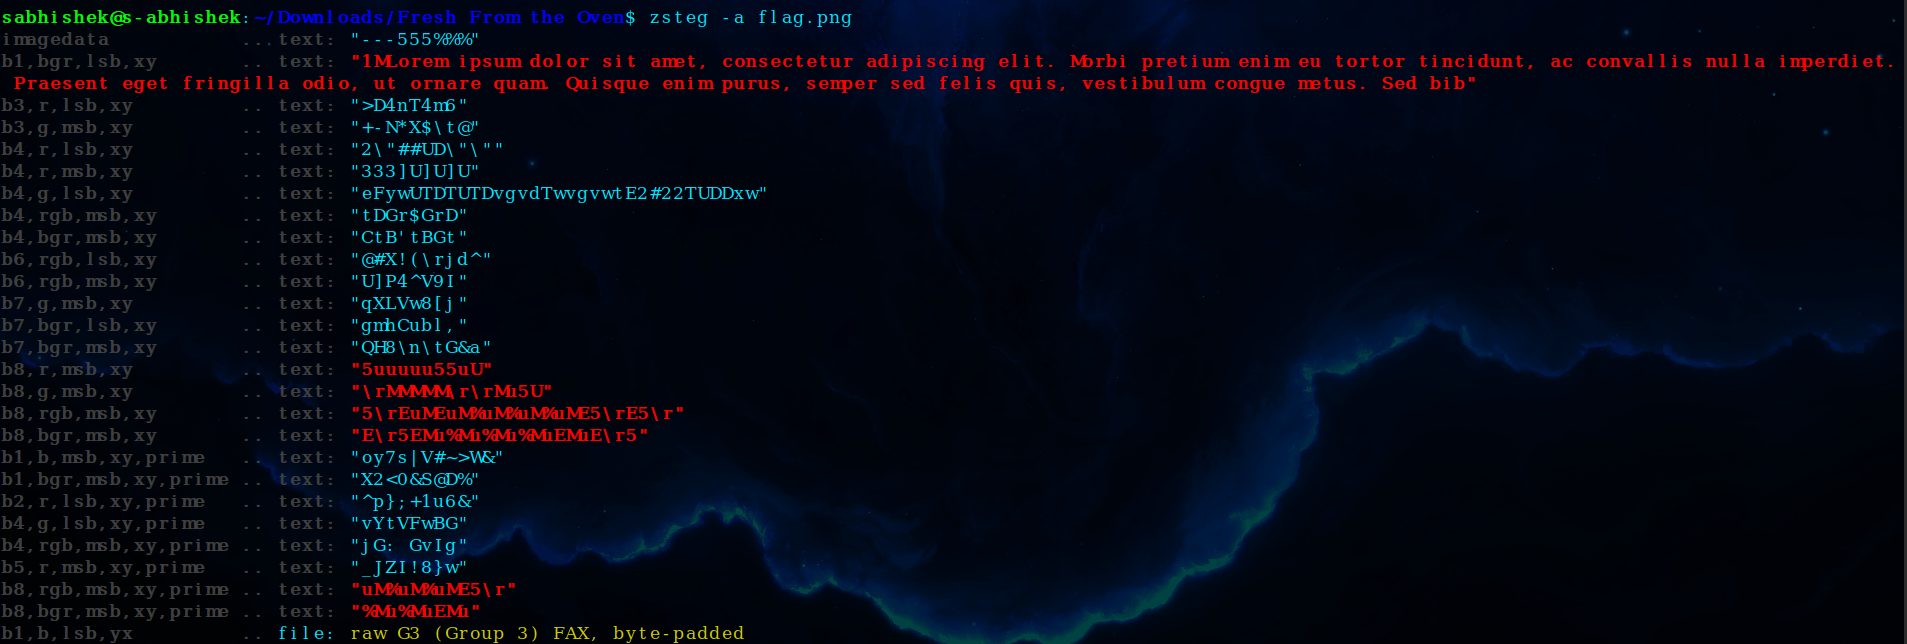 sabhishek@s-abhishek:~/Downloads/Fresh From the Oven$ zsteg -a flag.png
imagedata ... text: "---555%%%"
b1,bgr,lsb,xy .. text: "1MLorem ipsum dolor sit amet, consectetur adipiscing elit. Morbi pretium enim eu tortor tincidunt, ac convallis nulla imperdiet.
Praesent eget fringilla odio, ut ornare quam. Quisque enim purus, semper sed felis quis, vestibulum congue metus. Sed bib"
b3,r,lsb,xy .. text: ">D4nT4m6"
b3,g,msb,xy .. text: "+-N*X$\t@"
b4,r,lsb,xy .. text: "2\"##UD\"\""
b4,r,msb,xy .. text: "333]U]U]U"
b4,g,lsb,xy .. text: "eFywUTDTUTDvgvdTwvgvwtE2#22TUDDxw"
b4,rgb,msb,xy .. text: "tDGr$GrD"
b4,bgr,msb,xy .. text: "CtB'tBGt"
b6,rgb,lsb,xy .. text: "@#X!(\rjd^"
b6,rgb,msb,xy .. text: "U]P4^V9I"
b7,g,msb,xy .. text: "qXLVw8[j"
b7,bgr,lsb,xy .. text: "gmhCubl,"
b7,bgr,msb,xy .. text: "QH8\n\tG&a"
b8,r,msb,xy .. text: "5uuuuu55uU"
b8,g,msb,xy .. text: "\rMMMMM\r\rMı5U"
b8,rgb,msb,xy .. text: "5\rEuMEuM%uM%uM%uME5\rE5\r"
b8,bgr,msb,xy .. text: "E\r5EMı%Mı%Mı%MıEMıE\r5"
b1,b,msb,xy,prime .. text: "oy7s|V#~>W&"
b1,bgr,msb,xy,prime .. text: "X2<0&S@D%"
b2,r,lsb,xy,prime .. text: "^p};+1u6&"
b4,g,lsb,xy,prime .. text: "vYtVFwBG"
b4,rgb,msb,xy,prime .. text: "jG: GvIg"
b5,r,msb,xy,prime .. text: "_JZI!8}w"
b8,rgb,msb,xy,prime .. text: "uM%uM%uME5\r"
b8,bgr,msb,xy,prime .. text: "%Mı%MıEMı"
b1,b,lsb,yx .. file: raw G3 (Group 3) FAX, byte-padded